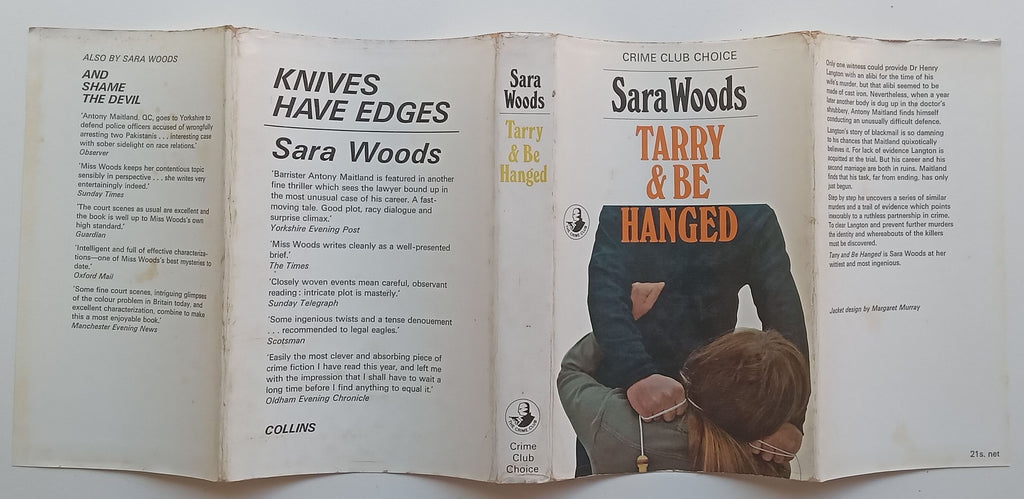 ALSO BY SARA WOODS
AND
SHAME
THE DEVIL
'Antony Maitland, QC, goes to Yorkshire to
defend police officers accused of wrongfully
arresting two Pakistanis . . . interesting case
with sober sidelight on race relations.'
Observer
'Miss Woods keeps her contentious topic
sensibly in perspective . . . she writes very
entertainingly indeed.'
Sunday Times
'The court scenes as usual are excellent and
the book is well up to Miss Woods's own
high standard.'
Guardian
'Intelligent and full of effective characteriza-
tions—one of Miss Woods's best mysteries to
date.'
Oxford Mail
'Some fine court scenes, intriguing glimpses
of the colour problem in Britain today, and
excellent characterization, combine to make
this a most enjoyable book.'
Manchester Evening News
KNIVES
HAVE EDGES
Sara Woods
'Barrister Antony Maitland is featured in another
fine thriller which sees the lawyer bound up in
the most unusual case of his career. A fast-
moving tale. Good plot, racy dialogue and
surprise climax.'
Yorkshire Evening Post
'Miss Woods writes cleanly as a well-presented
brief.'
The Times
'Closely woven events mean careful, observant
reading: intricate plot is masterly.'
Sunday Telegraph
'Some ingenious twists and a tense denouement
. . . recommended to legal eagles.'
Scotsman
'Easily the most clever and absorbing piece of
crime fiction I have read this year, and left me
with the impression that I shall have to wait a
long time before I find anything to equal it.'
Oldham Evening Chronicle
COLLINS
Sara
Woods
Tarry
& Be
Hanged
THE CRIME CLUB
Crime
Club
Choice
CRIME CLUB CHOICE
Sara Woods
TARRY
& BE
HANGED
THE CRIME CLUB
Only one witness could provide Dr Henry
Langton with an alibi for the time of his
wife's murder, but that alibi seemed to be
made of cast iron. Nevertheless, when a year
later another body is dug up in the doctor's
shrubbery, Antony Maitland finds himself
conducting an unusually difficult defence.
Langton's story of blackmail is so damning
to his chances that Maitland quixotically
believes it. For lack of evidence Langton is
acquitted at the trial. But his career and his
second marriage are both in ruins. Maitland
finds that his task, far from ending, has only
just begun.
Step by step he uncovers a series of similar
murders and a trail of evidence which points
inexorably to a ruthless partnership in crime.
To clear Langton and prevent further murders
the identity and whereabouts of the killers
must be discovered.
Tarry and Be Hanged is Sara Woods at her
wittiest and most ingenious.
Jacket design by Margaret Murray
21s. net